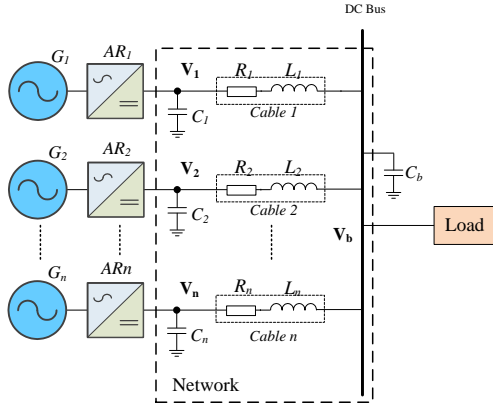 DC Bus
G1 AR1 V1 R1 L1
C1 Cable 1
G2 AR2 V2 R2 L2
Cb
C2 Cable 2
Vb Load
Gn ARn Vn Rn Ln
Cn Cable n
Network